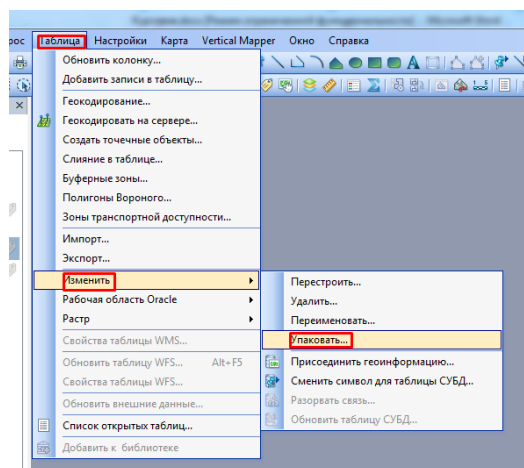 рос Таблица Настройки Карта Vertical Mapper Окно Справка
Обновить колонку...
Добавить записи в таблицу...
Геокодирование...
Геокодировать на сервере...
Создать точечные объекты...
Слияние в таблице...
Буферные зоны...
Полигоны Вороного...
Зоны транспортной доступности...
Импорт...
Экспорт...
Изменить
Рабочая область Oracle
Растр
Свойства таблицы WMS...
Обновить таблицу WFS... Alt+F5
Свойства таблицы WFS...
Обновить внешние данные...
Список открытых таблиц...
Добавить к библиотеке
Перестроить...
Удалить...
Переименовать...
Упаковать...
Присоединить геоинформацию...
Сменить символ для таблицы СУБД...
Разорвать связь...
Обновить таблицу СУБД...